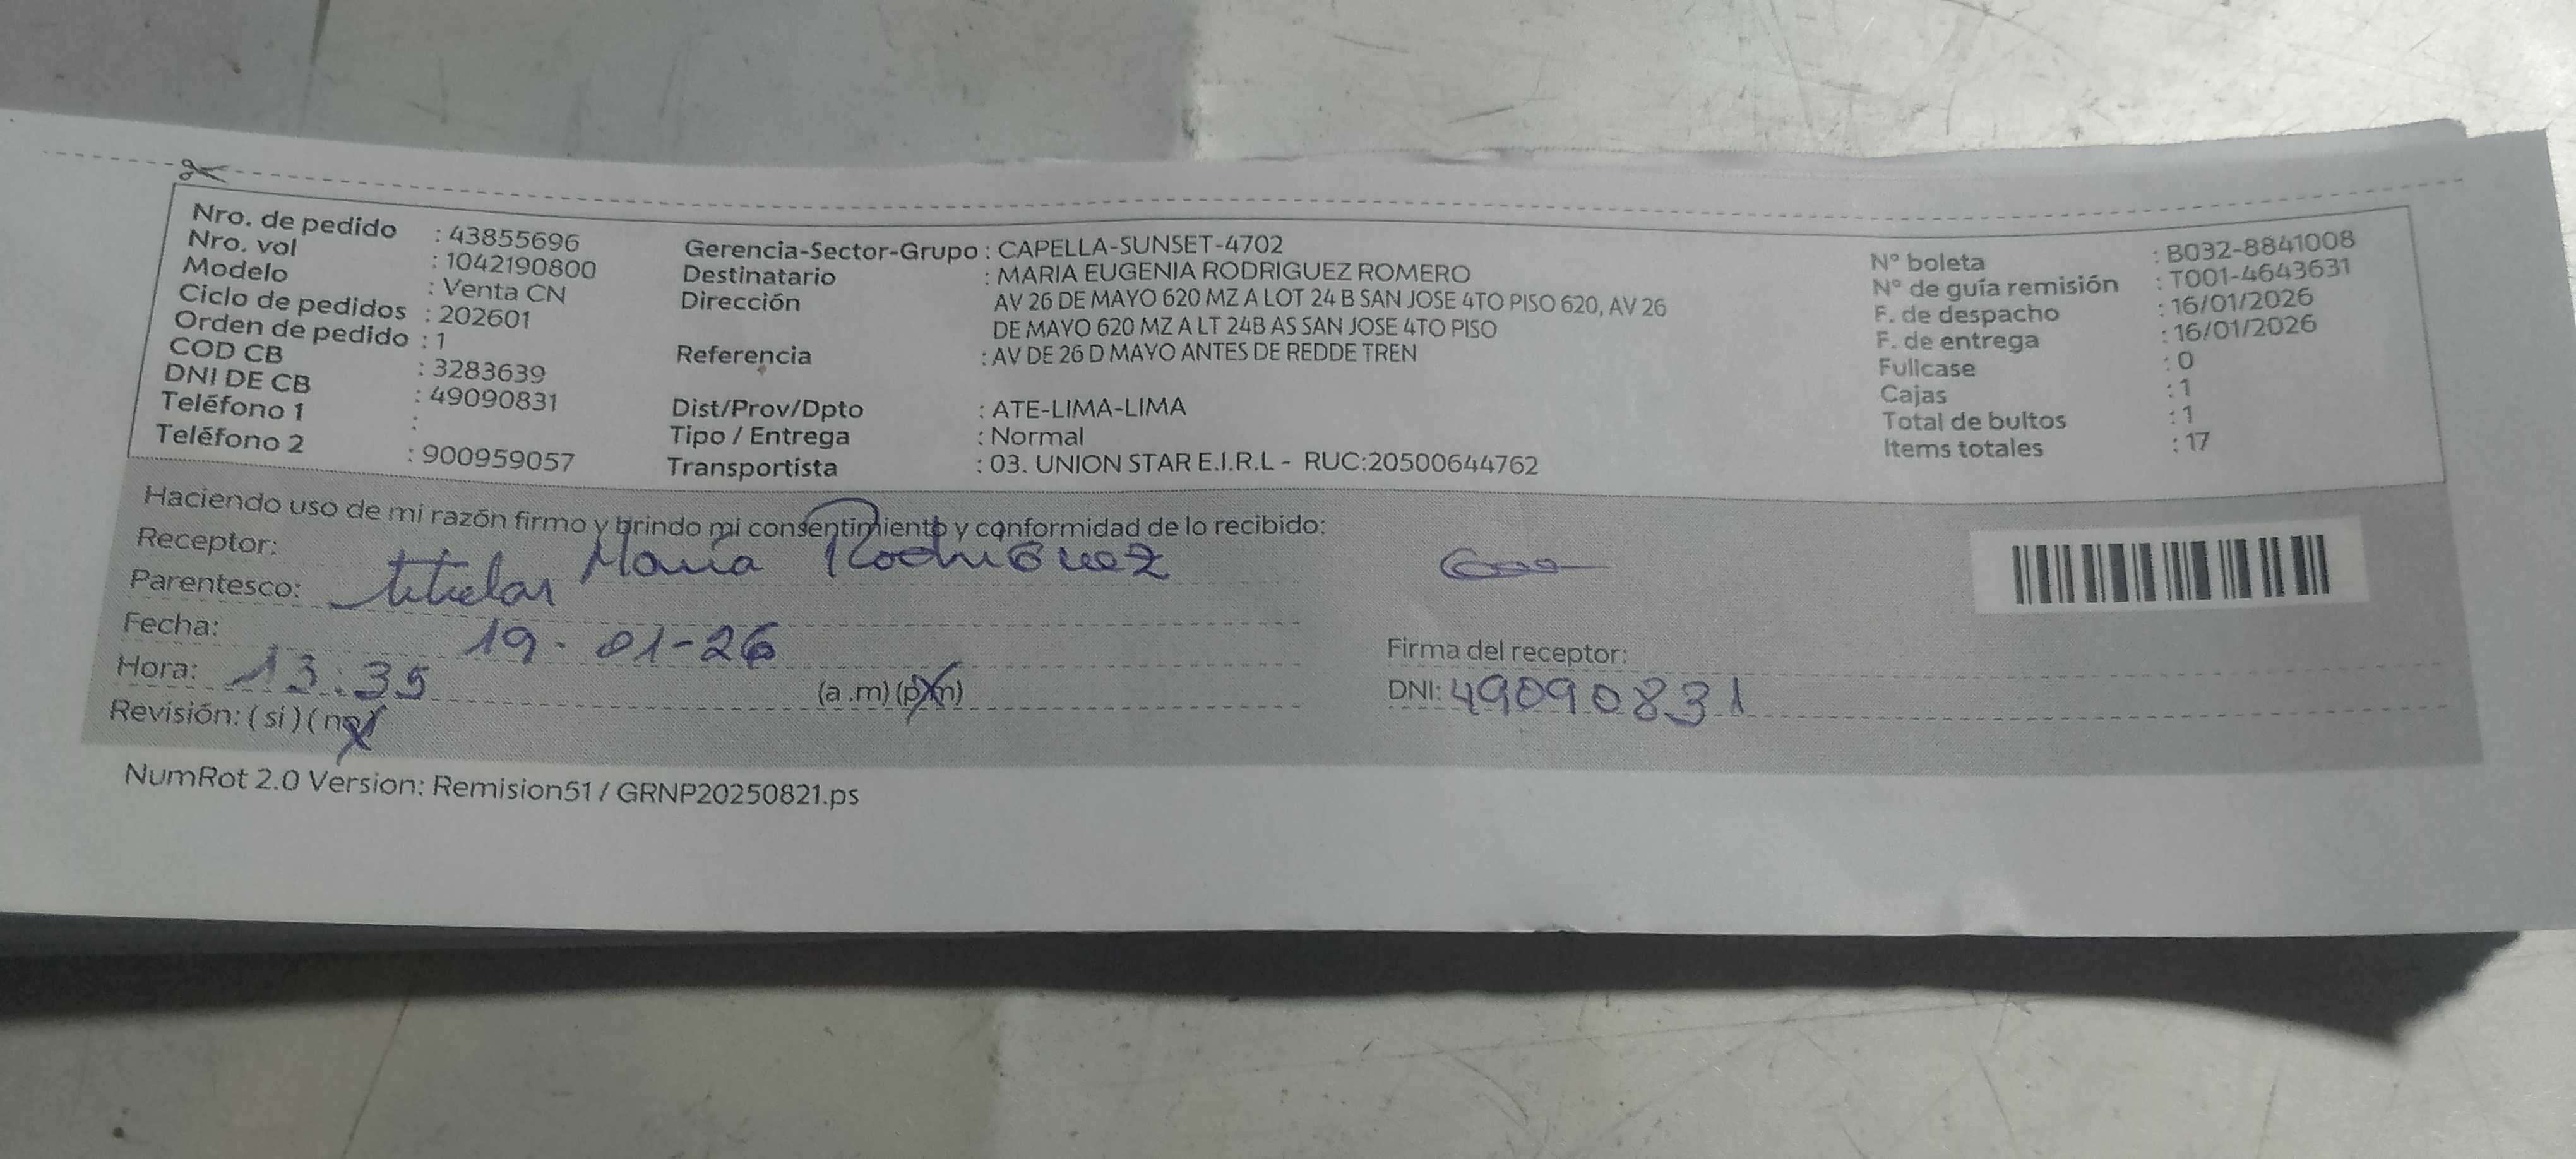 Nro. de pedido : 43855696
Nro. vol : 1042190800
Modelo : Venta CN
Ciclo de pedidos : 202601
Orden de pedido : 1
COD CB : 3283639
DNI DE CB : 49090831
Teléfono 1 :
Teléfono 2 : 900959057
Gerencia-Sector-Grupo : CAPELLA-SUNSET-4702
Destinatario : MARIA EUGENIA RODRIGUEZ ROMERO
Dirección AV 26 DE MAYO 620 MZ A LOT 24 B SAN JOSE 4TO PISO 620, AV 26
DE MAYO 620 MZ A LT 24B AS SAN JOSE 4TO PISO
Referencia : AV DE 26 D MAYO ANTES DE REDDE TREN
Dist/Prov/Dpto : ATE-LIMA-LIMA
Tipo / Entrega : Normal
Transportista : 03. UNION STAR E.I.R.L - RUC:20500644762
N° boleta : B032-8841008
N° de guía remisión : T001-4643631
F. de despacho : 16/01/2026
F. de entrega : 16/01/2026
Fullcase : 0
Cajas : 1
Total de bultos : 1
Items totales : 17
Haciendo uso de mi razón firmo y brindo mi consentimiento y conformidad de lo recibido:
Receptor: Maria Rodriguez
Parentesco: titular
Fecha: 19-01-26
Hora: 13:35 (a.m) (p.m)
Revisión: ( si ) ( no )
Firma del receptor:
DNI: 49090831
NumRot 2.0 Version: Remision51 / GRNP20250821.ps